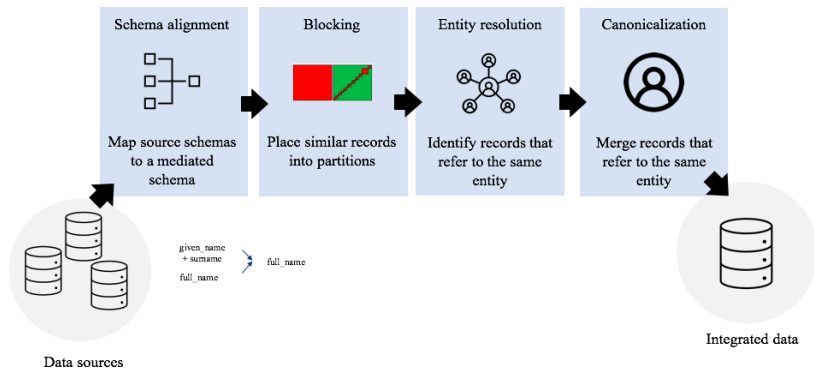 Schema alignment
Map source schemas
to a mediated
schema
Blocking
Place similar records
into partitions
Entity resolution
Identify records that
refer to the same
entity
Canonicalization
Merge records that
refer to the same
entity
given_name
+ surname
full_name
full_name
Data sources
Integrated data